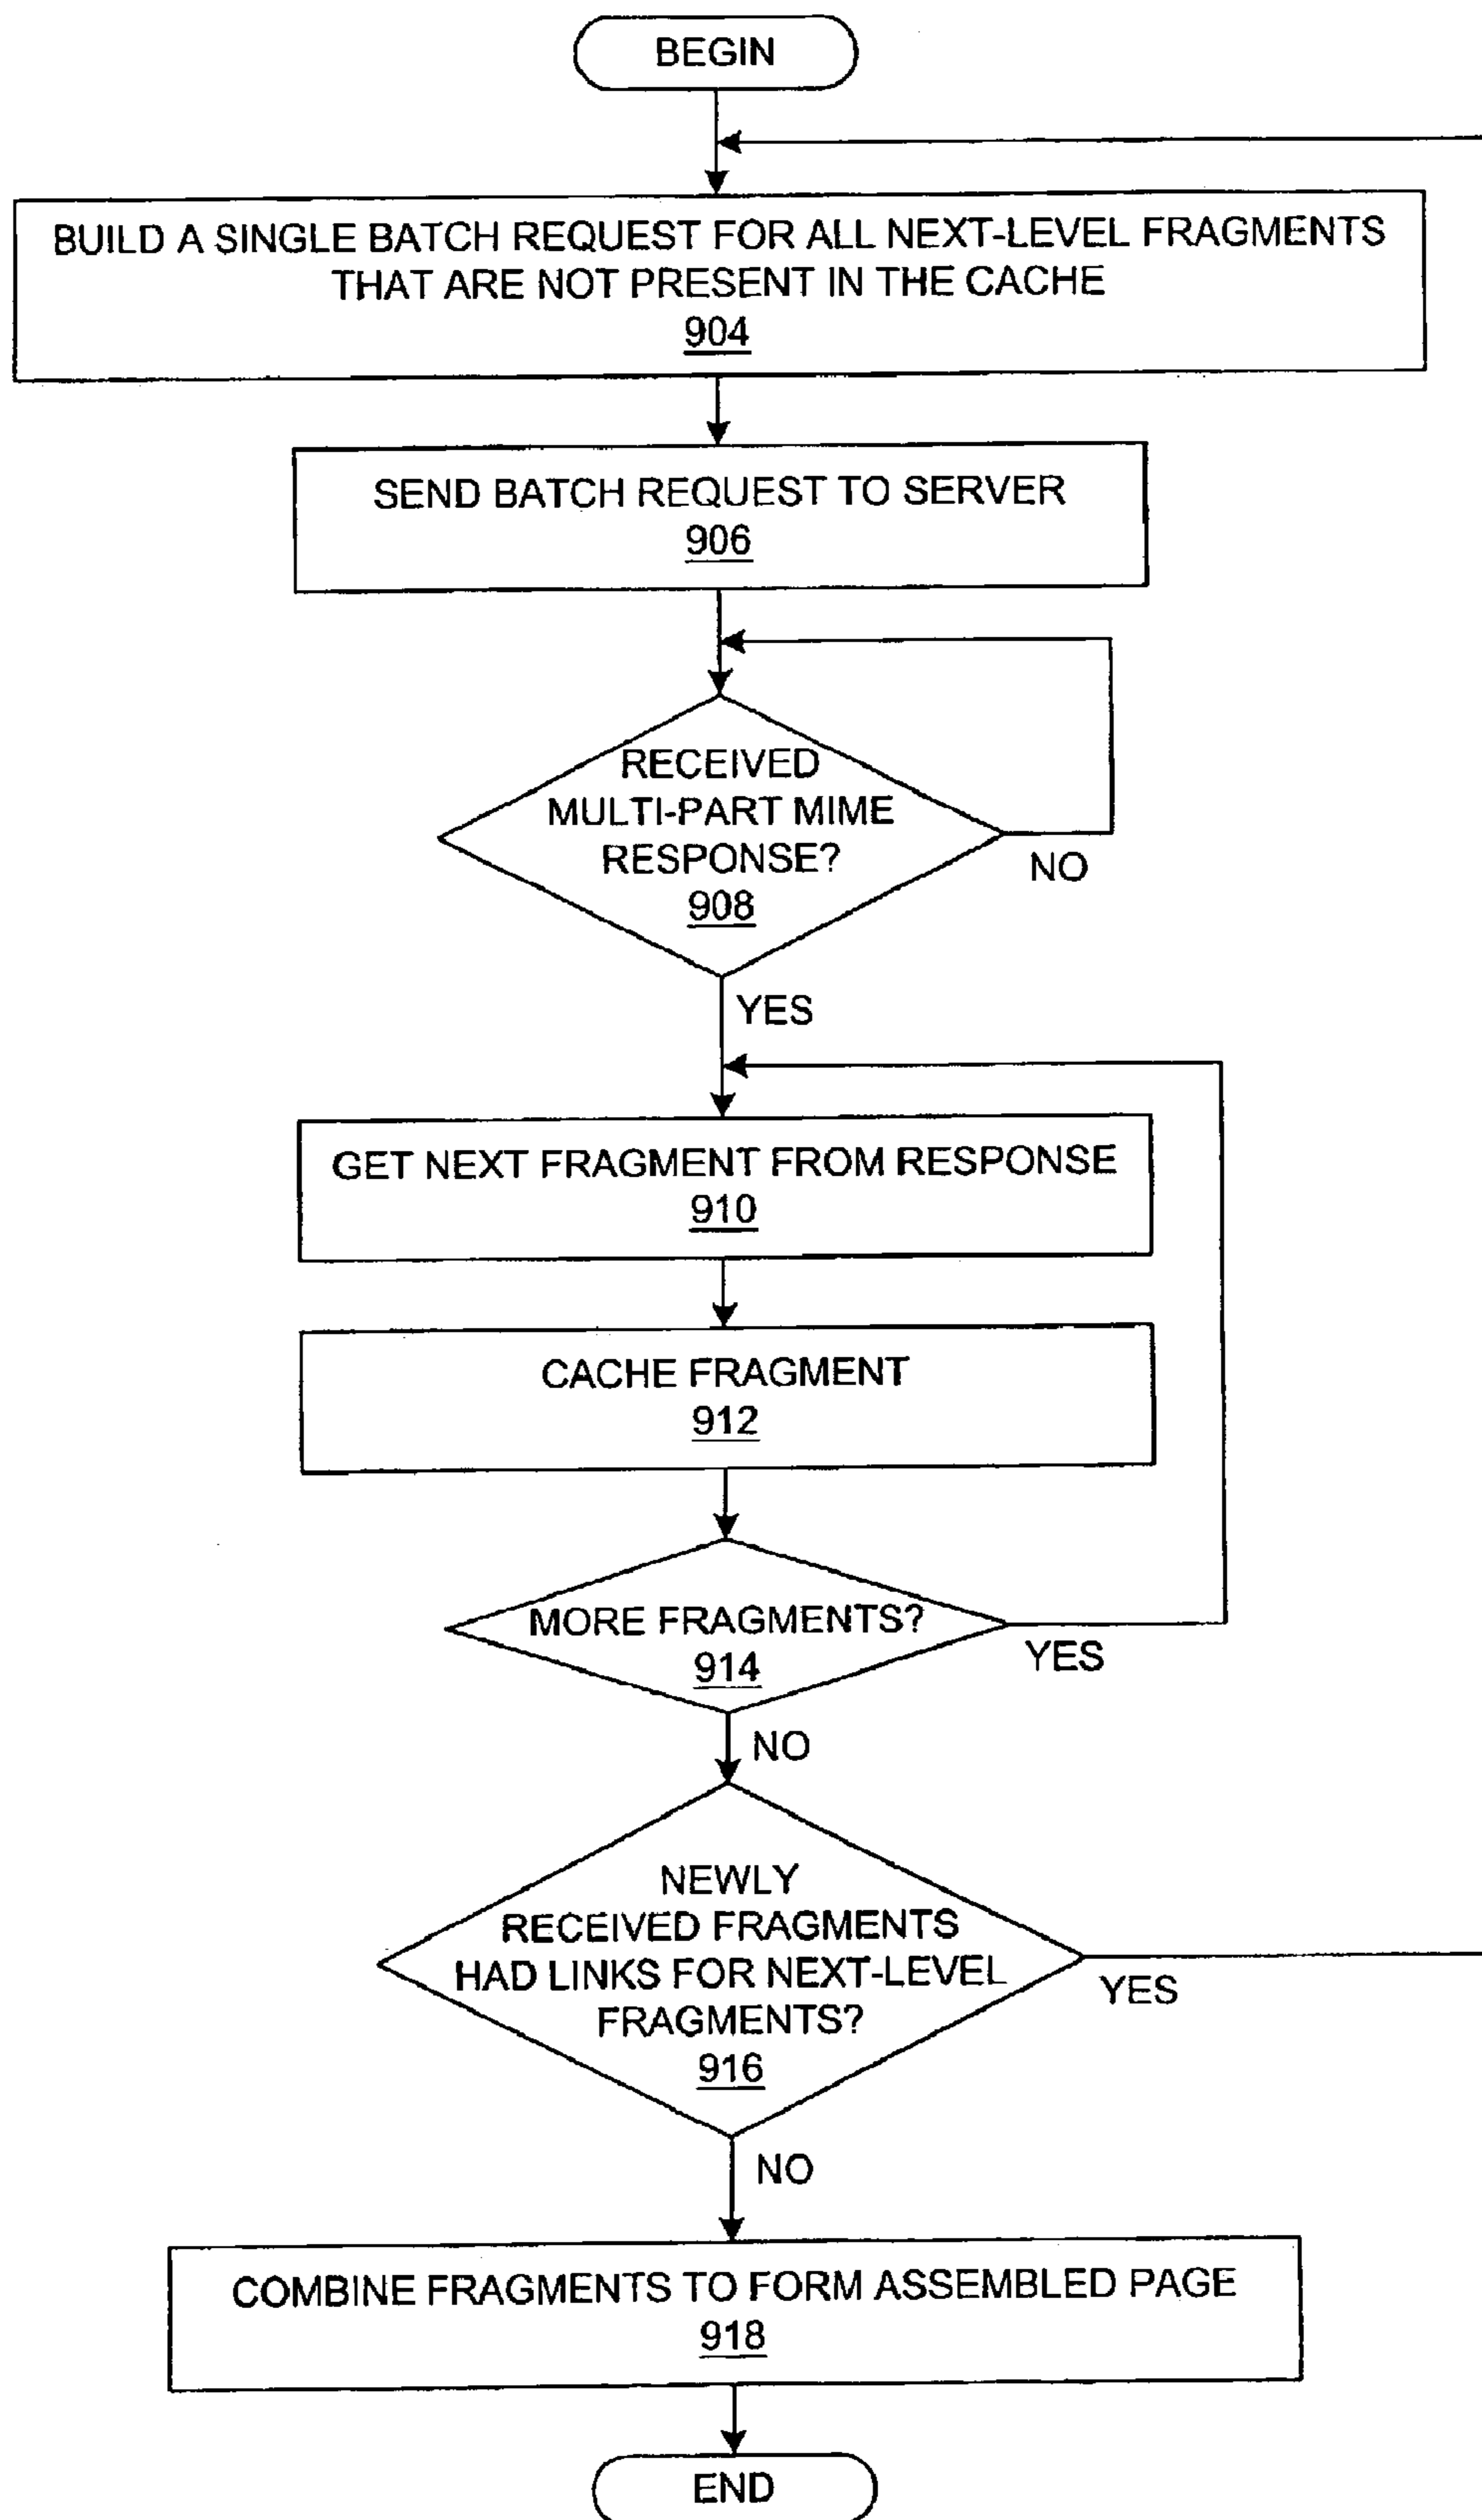 BEGIN
BUILD A SINGLE BATCH REQUEST FOR ALL NEXT-LEVEL FRAGMENTS
THAT ARE NOT PRESENT IN THE CACHE
904
SEND BATCH REQUEST TO SERVER
906
RECEIVED
MULTI-PART MIME
RESPONSE?
908
NO
YES
GET NEXT FRAGMENT FROM RESPONSE
910
CACHE FRAGMENT
912
MORE FRAGMENTS?
914
YES
NO
NEWLY
RECEIVED FRAGMENTS
HAD LINKS FOR NEXT-LEVEL
FRAGMENTS?
916
YES
NO
COMBINE FRAGMENTS TO FORM ASSEMBLED PAGE
918
END